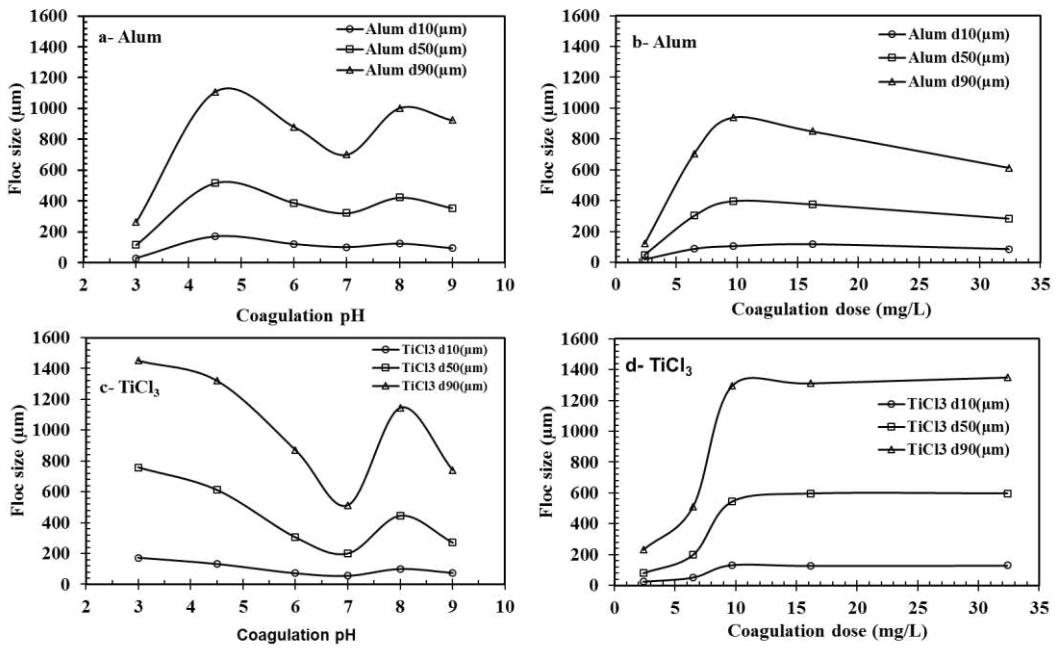 a- Alum
Alum d10(µm)
Alum d50(µm)
Alum d90(µm)
Floc size (µm)
1600
1400
1200
1000
800
600
400
200
0
2 3 4 5 6 7 8 9 10
Coagulation pH
b- Alum
Alum d10(µm)
Alum d50(µm)
Alum d90(µm)
Floc size (µm)
1600
1400
1200
1000
800
600
400
200
0
0 5 10 15 20 25 30 35
Coagulation dose (mg/L)
c- TiCl3
TiCl3 d10(µm)
TiCl3 d50(µm)
TiCl3 d90(µm)
Floc size (µm)
1600
1400
1200
1000
800
600
400
200
0
2 3 4 5 6 7 8 9 10
Coagulation pH
d- TiCl3
TiCl3 d10(µm)
TiCl3 d50(µm)
TiCl3 d90(µm)
Floc size (µm)
1600
1400
1200
1000
800
600
400
200
0
0 5 10 15 20 25 30 35
Coagulation dose (mg/L)